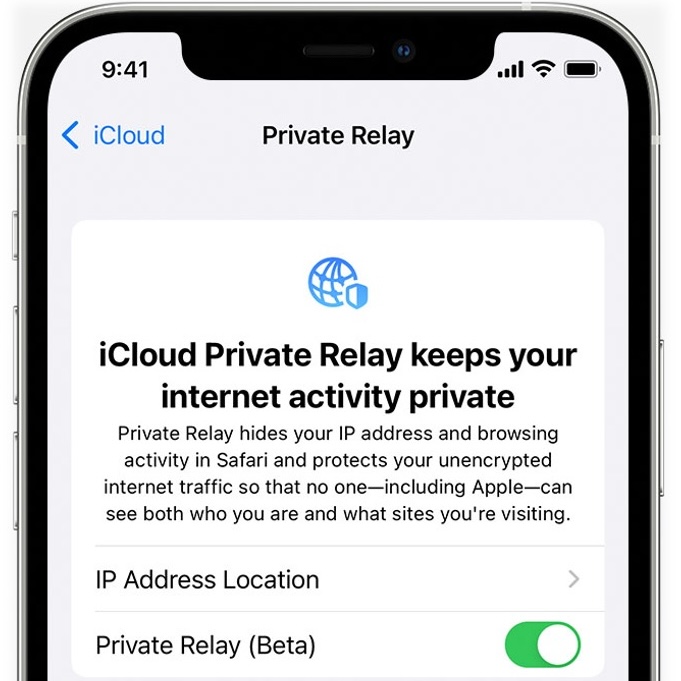 9:41
iCloud Private Relay
iCloud Private Relay keeps your
internet activity private
Private Relay hides your IP address and browsing
activity in Safari and protects your unencrypted
internet traffic so that no one—including Apple—can
see both who you are and what sites you're visiting.
IP Address Location
Private Relay (Beta)